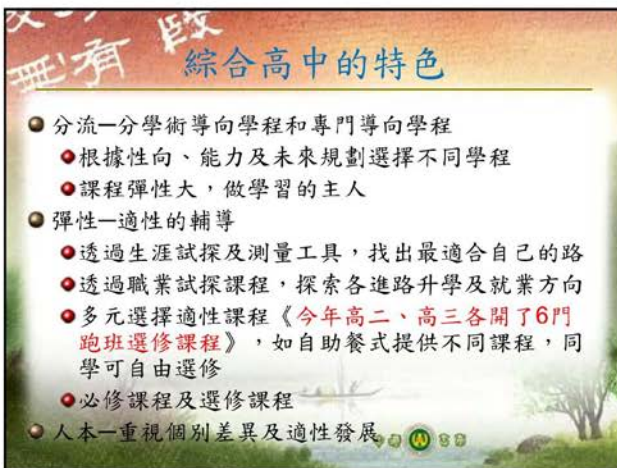 無有段
綜合高中的特色
分流─分學術導向學程和專門導向學程
根據性向、能力及未來規劃選擇不同學程
課程彈性大，做學習的主人
彈性─適性的輔導
透過生涯試探及測量工具，找出最適合自己的路
透過職業試探課程，探索各進路升學及就業方向
多元選擇適性課程《今年高二、高三各開了6門
跑班選修課程》，如自助餐式提供不同課程，同
學可自由選修
必修課程及選修課程
人本─重視個別差異及適性發展